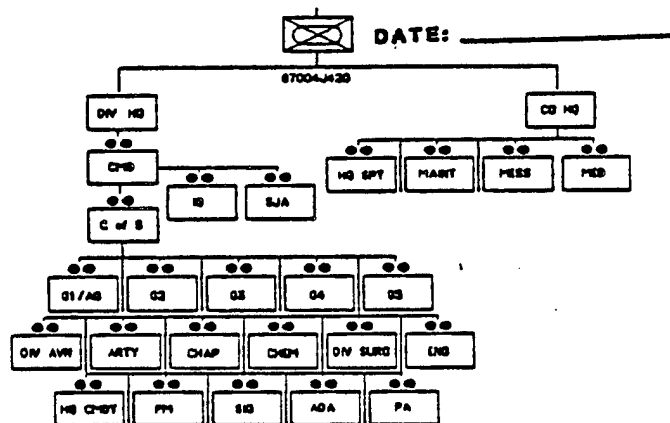 DATE:
87004J420
DIV HQ
CO HQ
CMD
HQ SPT
MAINT
MESS
MED
IG
SJA
C of S
G1/AG
G2
G3
G4
G5
DIV AVN
ARTY
CHAP
CHEM
DIV SURG
ENG
HQ CMDT
PM
SIG
ADA
PA